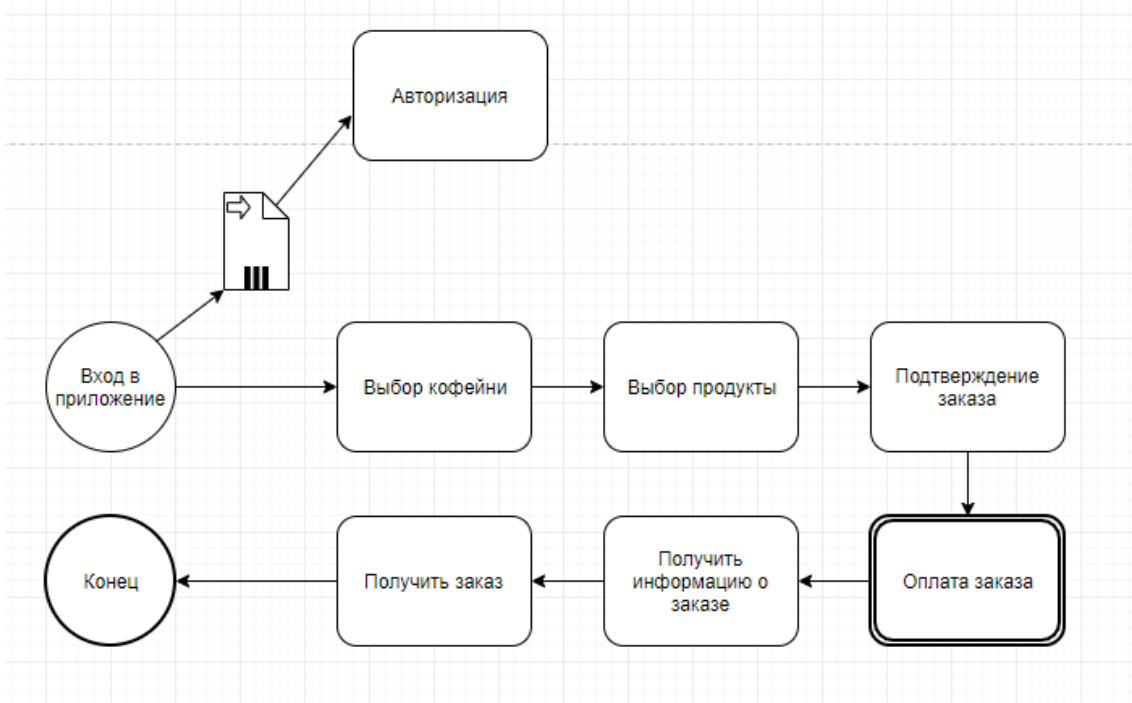 Авторизация
Вход в
приложение
Выбор кофейни
Выбор продукты
Подтверждение
заказа
Конец
Получить заказ
Получить
информацию о
заказе
Оплата заказа